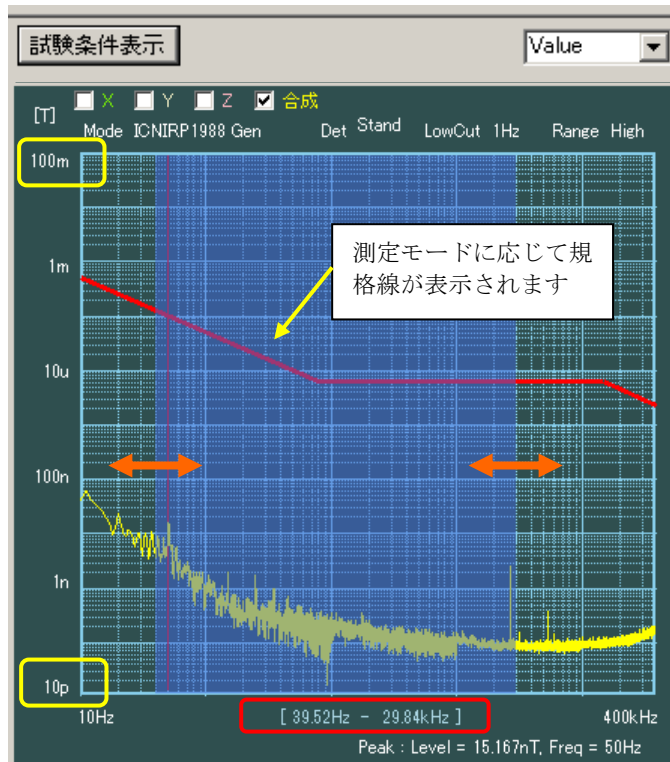 試験条件表示
Value
[T]
X Y Z 合成
Mode ICNIRP1988 Gen Det Stand LowCut 1Hz Range High
100m
測定モードに応じて規
格線が表示されます
1m
10u
100n
1n
10p
10Hz [ 39.52Hz - 29.84kHz ] 400kHz
Peak : Level = 15.167nT, Freq = 50Hz